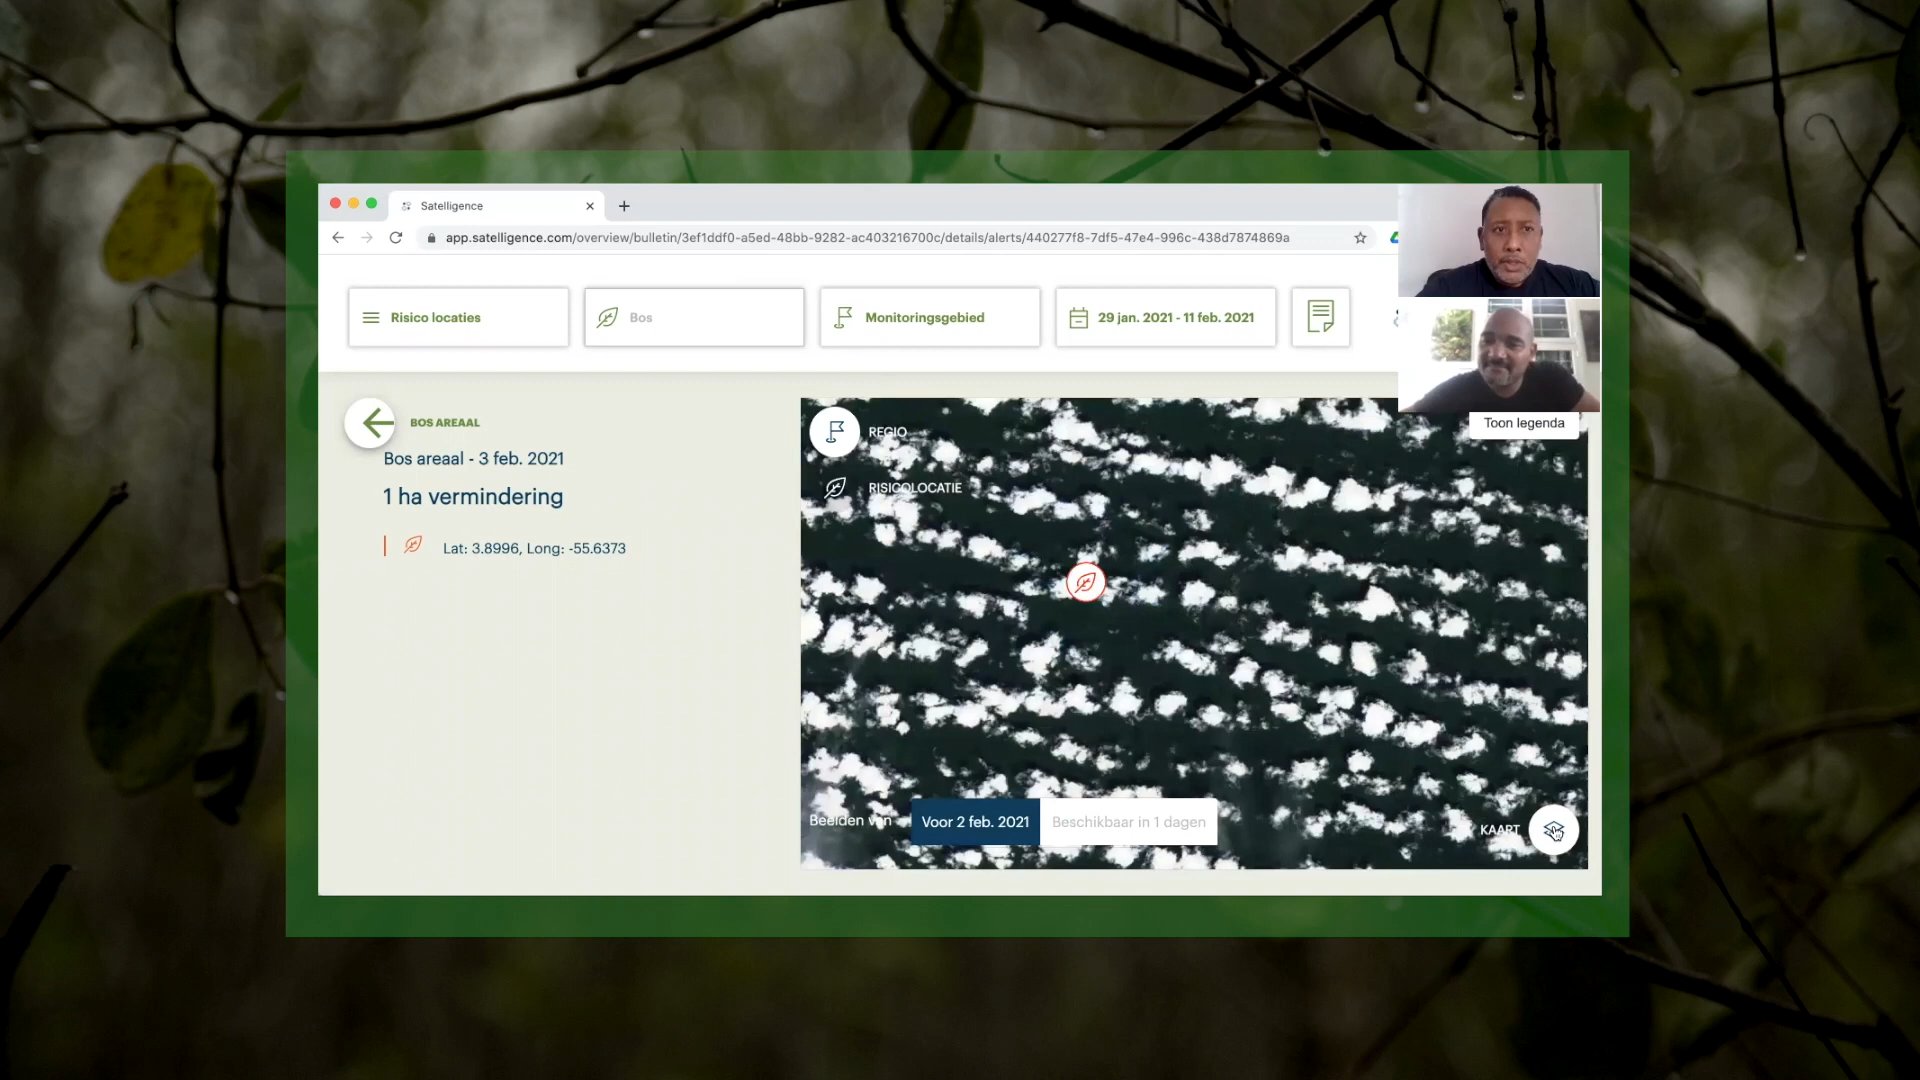 Satelligence
app.satelligence.com/overview/bulletin/3ef1ddf0-a5ed-48bb-9282-ac403216700c/details/alerts/440277f8-7df5-47e4-996c-438d7874869a
Risico locaties
Bos
Monitoringsgebied
29 jan. 2021 - 11 feb. 2021
BOS AREAAL
Bos areaal - 3 feb. 2021
1 ha vermindering
Lat: 3.8996, Long: -55.6373
Toon legenda
REGIO
RISICOLOCATIE
Beelden van
Voor 2 feb. 2021
Beschikbaar in 1 dagen
KAART